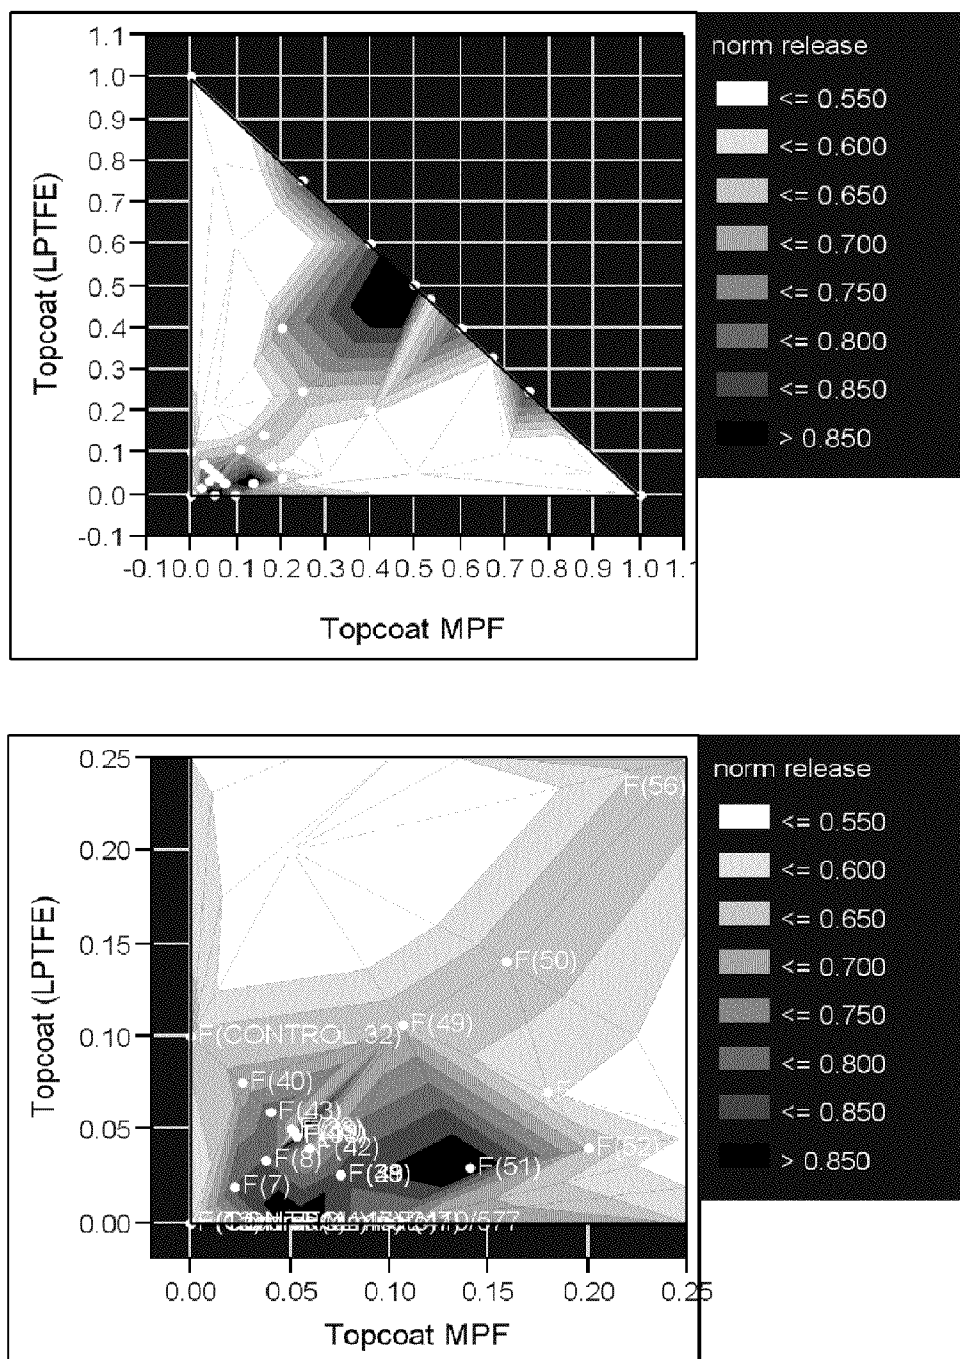 norm release
<= 0.550
<= 0.600
<= 0.650
<= 0.700
<= 0.750
<= 0.800
<= 0.850
> 0.850
Topcoat (LPTFE)
1.1
1.0
0.9
0.8
0.7
0.6
0.5
0.4
0.3
0.2
0.1
0.0
-0.1
-0.1 0.0 0.1 0.2 0.3 0.4 0.5 0.6 0.7 0.8 0.9 1.0 1.1
Topcoat MPF
norm release
<= 0.550
<= 0.600
<= 0.650
<= 0.700
<= 0.750
<= 0.800
<= 0.850
> 0.850
Topcoat (LPTFE)
0.25
0.20
0.15
0.10
0.05
0.00
F(56)
F(50)
F(49)
F(CONTROL 32)
F(40)
F(43)
F(42)
F(8)
F(52)
F(51)
F(7)
0.00 0.05 0.10 0.15 0.20 0.25
Topcoat MPF